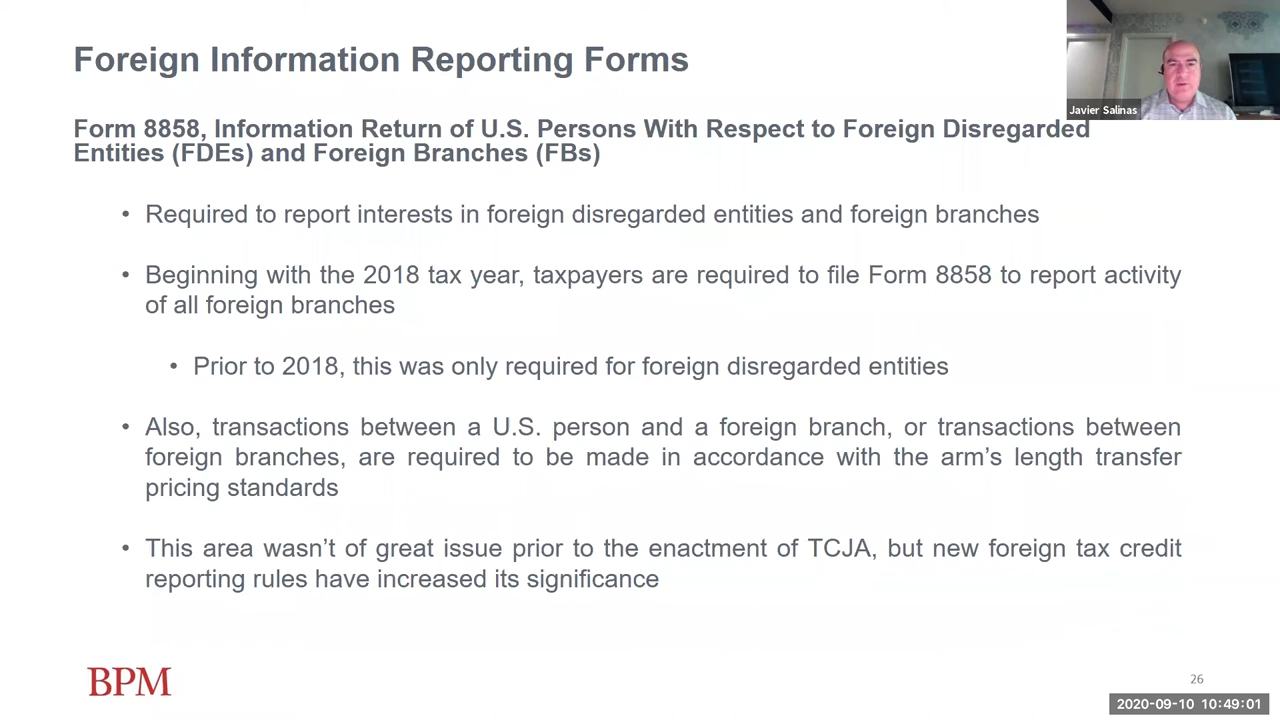 Foreign Information Reporting Forms
Javier Salinas
Form 8858, Information Return of U.S. Persons With Respect to Foreign Disregarded
Entities (FDEs) and Foreign Branches (FBs)
• Required to report interests in foreign disregarded entities and foreign branches
• Beginning with the 2018 tax year, taxpayers are required to file Form 8858 to report activity
of all foreign branches
• Prior to 2018, this was only required for foreign disregarded entities
• Also, transactions between a U.S. person and a foreign branch, or transactions between
foreign branches, are required to be made in accordance with the arm’s length transfer
pricing standards
• This area wasn’t of great issue prior to the enactment of TCJA, but new foreign tax credit
reporting rules have increased its significance
BPM
26
2020-09-10 10:49:01